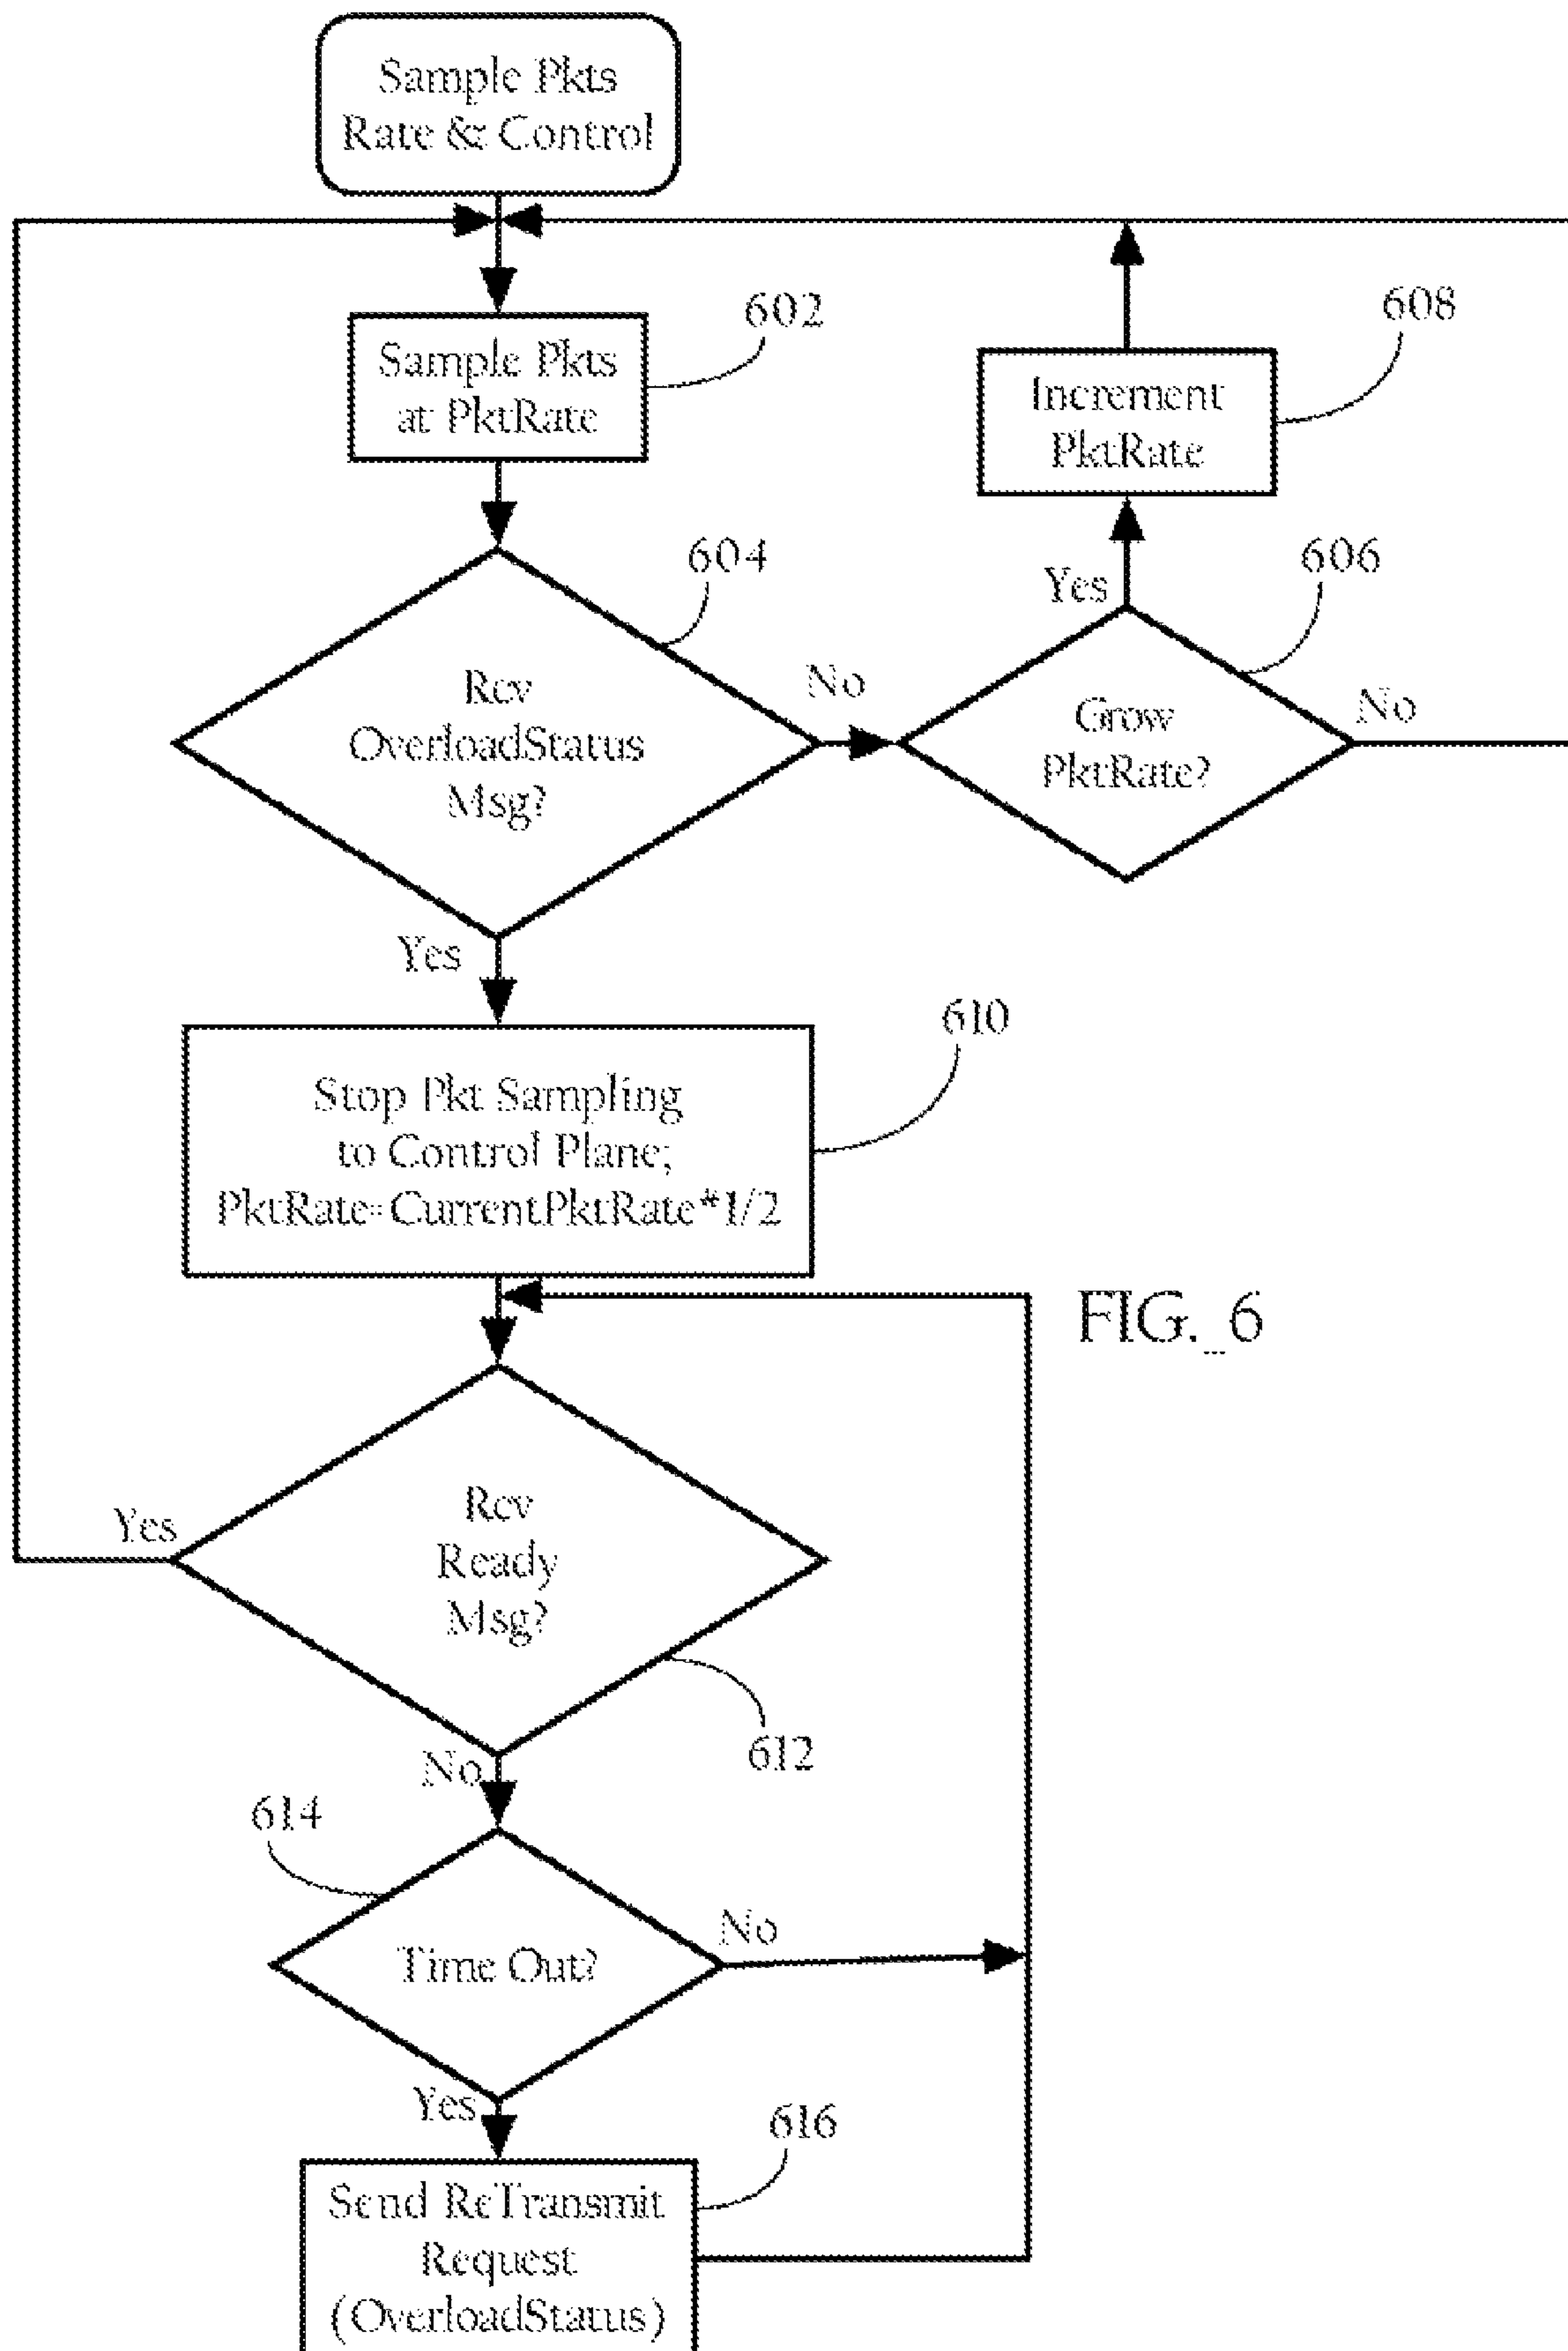 Sample Pkts
Rate & Control
602
Sample Pkts
at PktRate
608
Increment
PktRate
604
Rcv
OverloadStatus
Msg?
No
Yes
606
Grow
PktRate?
No
Yes
610
Stop Pkt Sampling
to Control Plane;
PktRate=CurrentPktRate*1/2
FIG._6
Yes
Rcv
Ready
Msg?
612
No
614
Time Out?
No
Yes
616
Send ReTransmit
Request
(OverloadStatus)